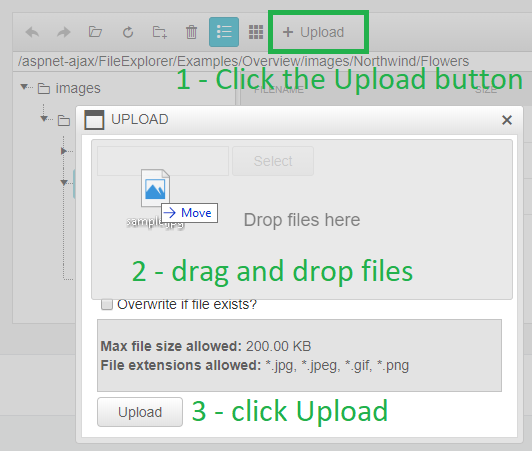 + Upload
/aspnet-ajax/FileExplorer/Examples/Overview/images/Northwind/Flowers
1 - Click the Upload button
images
FILENAME SIZE
UPLOAD
Select
Move
sample.jpg
Drop files here
2 - drag and drop files
Overwrite if file exists?
Max file size allowed: 200.00 KB
File extensions allowed: *.jpg, *.jpeg, *.gif, *.png
Upload
3 - click Upload